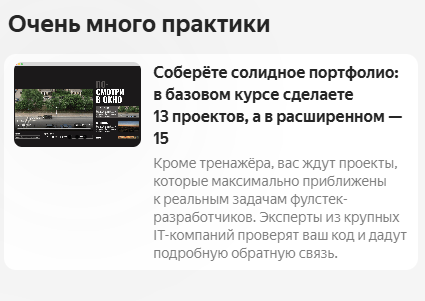 Очень много практики
ПО-
СМОТРИ
В ОКНО
Соберёте солидное портфолио:
в базовом курсе сделаете
13 проектов, а в расширенном —
15
Кроме тренажёра, вас ждут проекты,
которые максимально приближены
к реальным задачам фулстек-
разработчиков. Эксперты из крупных
IT-компаний проверят ваш код и дадут
подробную обратную связь.